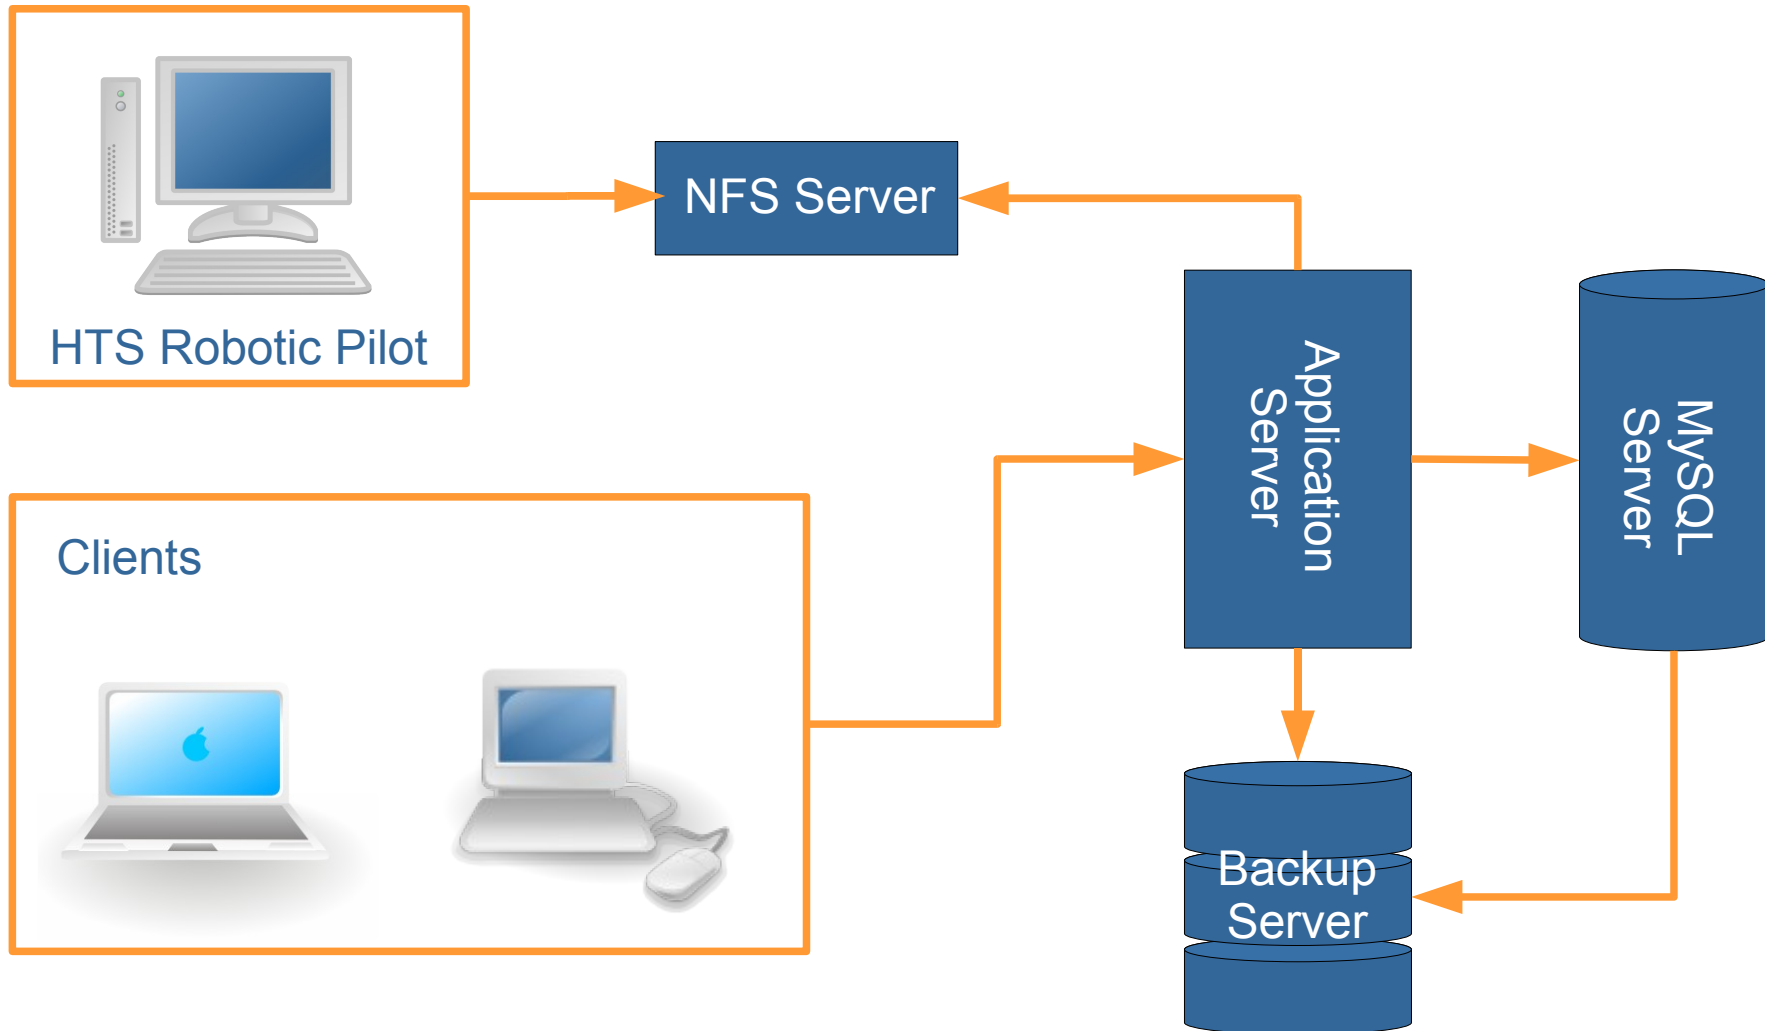 NFS Server
HTS Robotic Pilot
Application
Server
MySQL
Server
Clients
Backup
Server